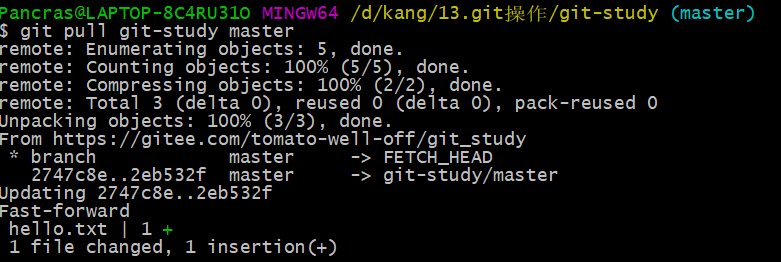 Pancras@LAPTOP-8C4RU31O MINGW64 /d/kang/13.git操作/git-study (master)
$ git pull git-study master
remote: Enumerating objects: 5, done.
remote: Counting objects: 100% (5/5), done.
remote: Compressing objects: 100% (2/2), done.
remote: Total 3 (delta 0), reused 0 (delta 0), pack-reused 0
Unpacking objects: 100% (3/3), done.
From https://gitee.com/tomato-well-off/git_study
 * branch            master     -> FETCH_HEAD
   2747c8e..2eb532f  master     -> git-study/master
Updating 2747c8e..2eb532f
Fast-forward
 hello.txt | 1 +
 1 file changed, 1 insertion(+)